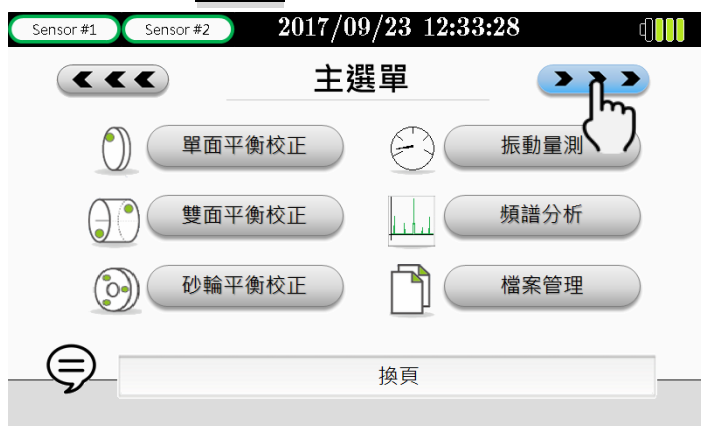 Sensor #1 Sensor #2 2017/09/23 12:33:28
主選單
單面平衡校正 振動量測
雙面平衡校正 頻譜分析
砂輪平衡校正 檔案管理
換頁